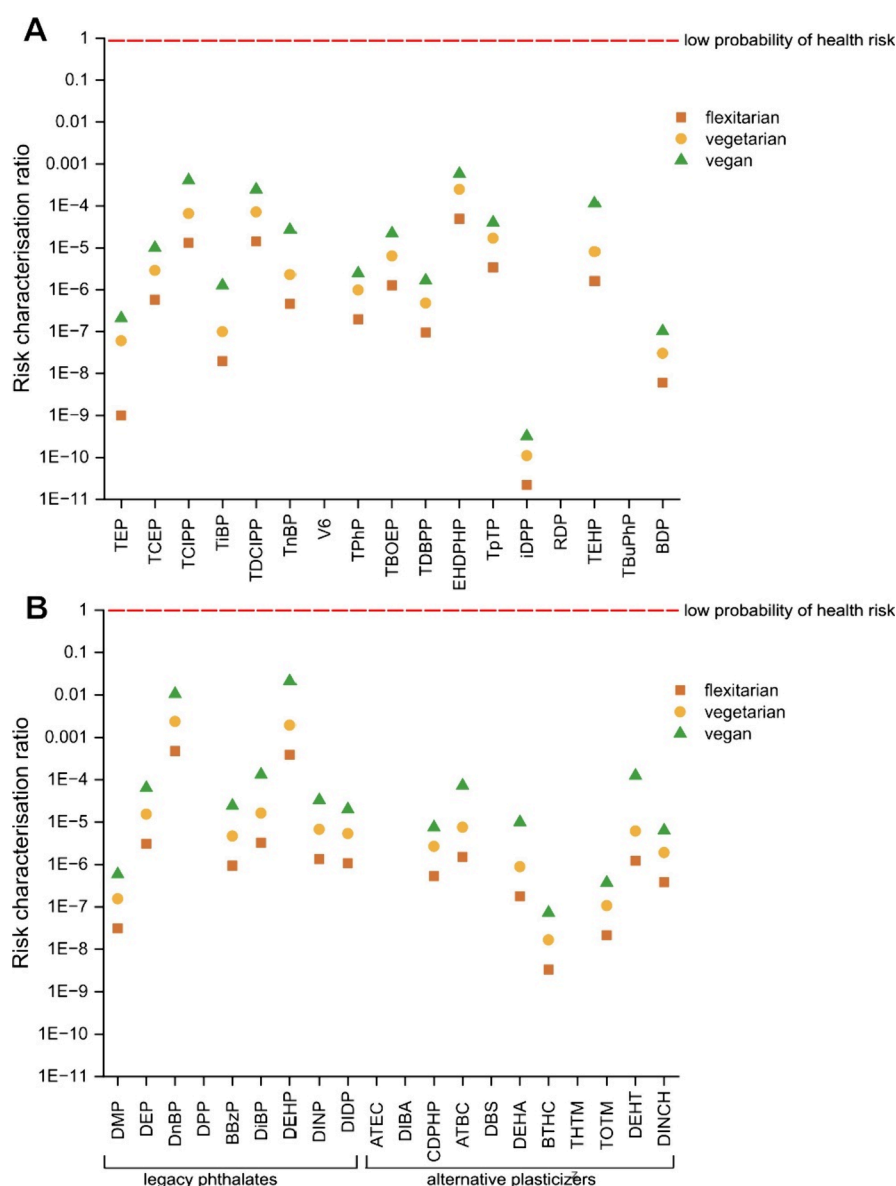 A
1
0.1
0.01
0.001
1E−4
1E−5
1E−6
1E−7
1E−8
1E−9
1E−10
1E−11
Risk characterisation ratio
low probability of health risk
flexitarian
vegetarian
vegan
TEP
TCEP
TCIPP
TiBP
TDCIPP
TnBP
V6
TPhP
TBOEP
TDBPP
EHDPHP
TpTP
iDPP
RDP
TEHP
TBuPhP
BDP
B
1
0.1
0.01
0.001
1E−4
1E−5
1E−6
1E−7
1E−8
1E−9
1E−10
1E−11
Risk characterisation ratio
low probability of health risk
flexitarian
vegetarian
vegan
DMP
DEP
DnBP
DPP
BBzP
DiBP
DEHP
DINP
DIDP
ATEC
DIBA
CDPHP
ATBC
DBS
DEHA
BTHC
THTM
TOTM
DEHT
DINCH
legacy phthalates
alternative plasticizers